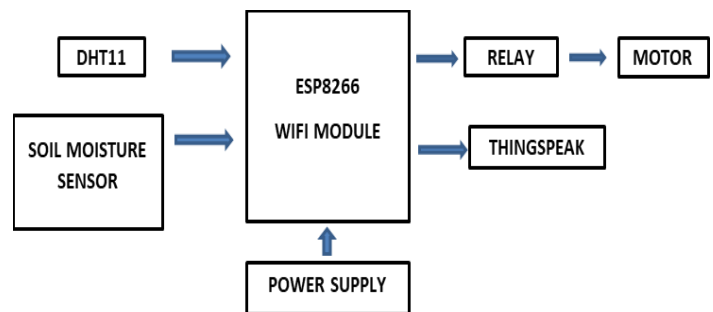 DHT11
SOIL MOISTURE
SENSOR
ESP8266
WIFI MODULE
RELAY
MOTOR
THINGSPEAK
POWER SUPPLY